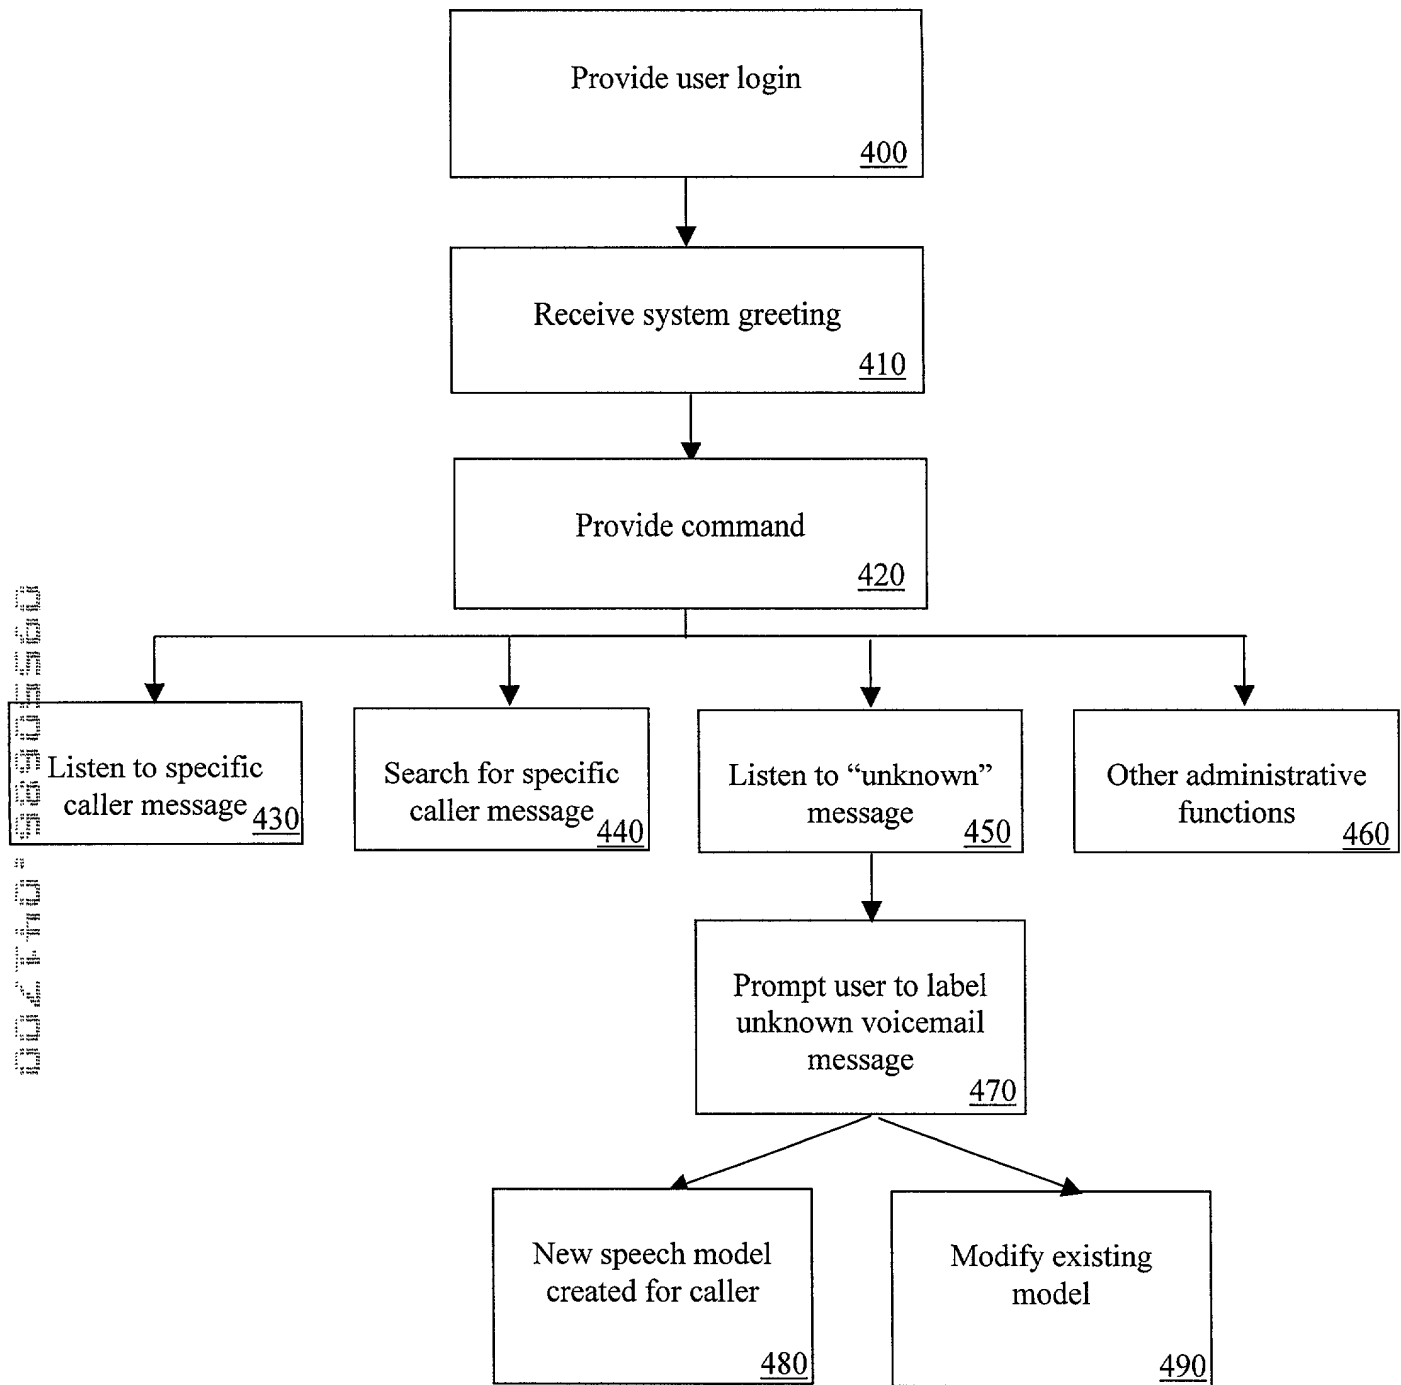 Provide user login
400
Receive system greeting
410
Provide command
420
Listen to specific
caller message
430
Search for specific
caller message
440
Listen to “unknown”
message
450
Other administrative
functions
460
Prompt user to label
unknown voicemail
message
470
New speech model
created for caller
480
Modify existing
model
490